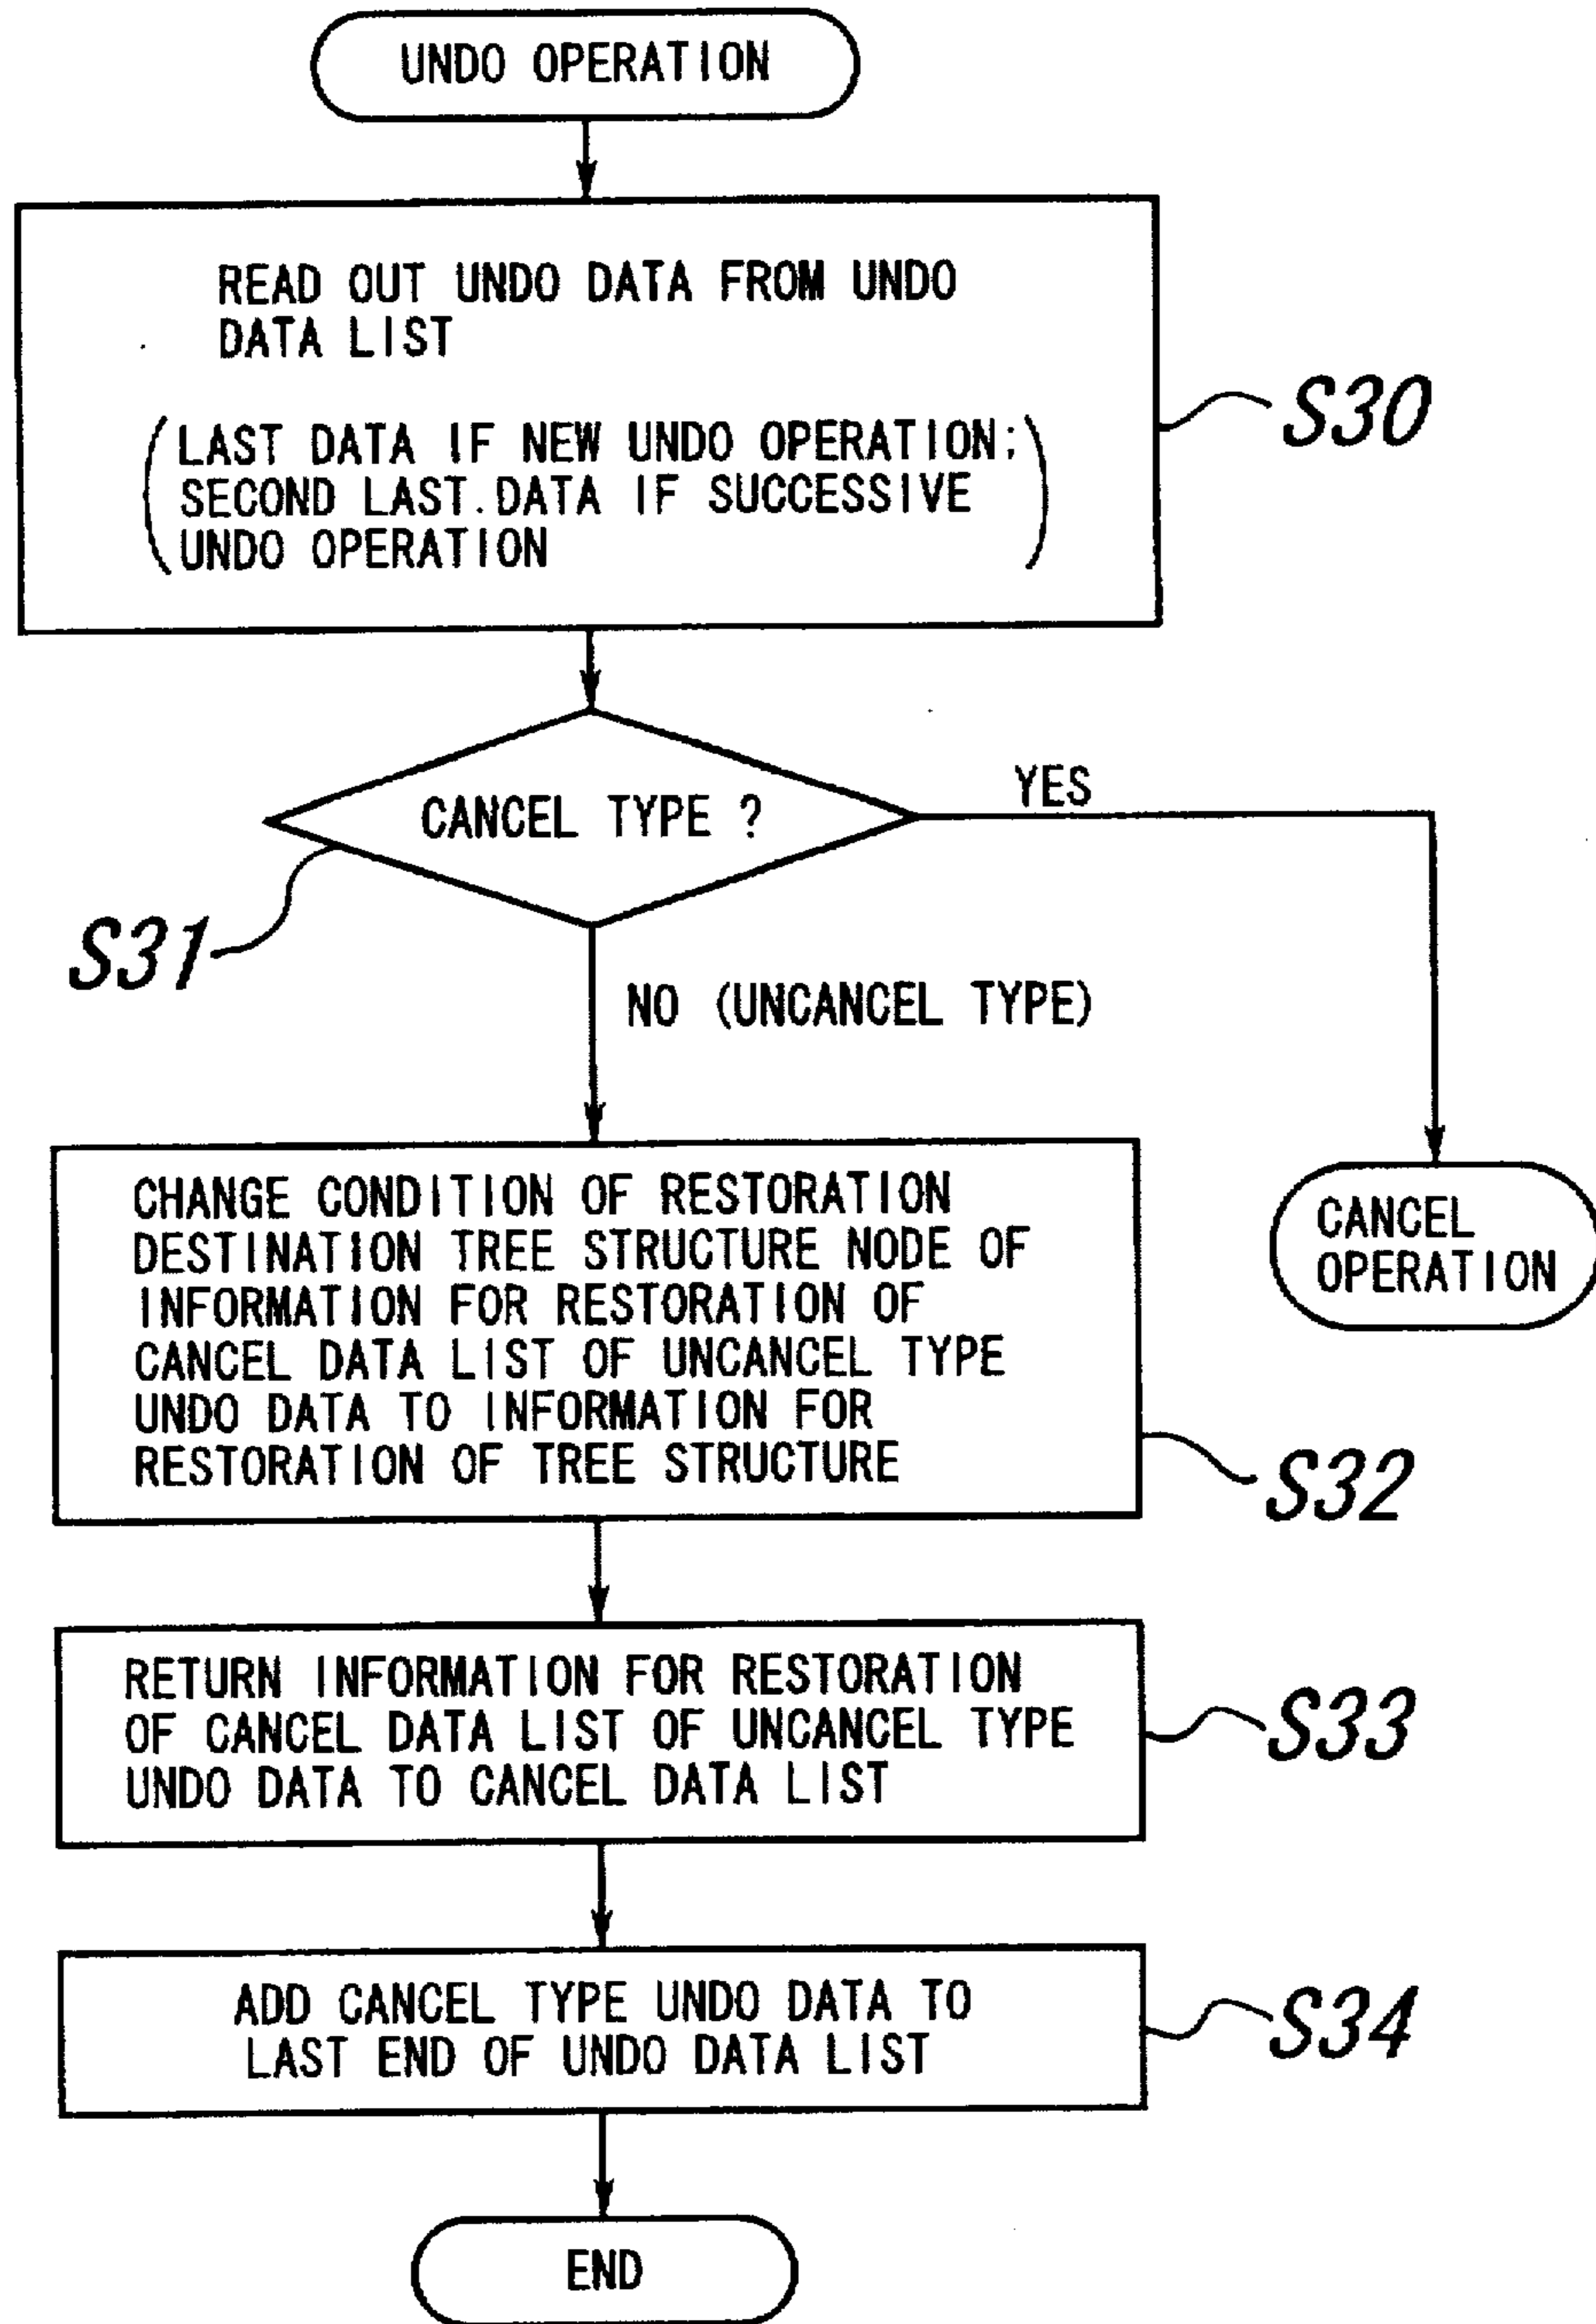 UNDO OPERATION
READ OUT UNDO DATA FROM UNDO
DATA LIST
(LAST DATA IF NEW UNDO OPERATION;
SECOND LAST.DATA IF SUCCESSIVE
UNDO OPERATION)
S30
CANCEL TYPE ?
YES
S31
NO (UNCANCEL TYPE)
CHANGE CONDITION OF RESTORATION
DESTINATION TREE STRUCTURE NODE OF
INFORMATION FOR RESTORATION OF
CANCEL DATA LIST OF UNCANCEL TYPE
UNDO DATA TO INFORMATION FOR
RESTORATION OF TREE STRUCTURE
CANCEL
OPERATION
S32
RETURN INFORMATION FOR RESTORATION
OF CANCEL DATA LIST OF UNCANCEL TYPE
UNDO DATA TO CANCEL DATA LIST
S33
ADD CANCEL TYPE UNDO DATA TO
LAST END OF UNDO DATA LIST
S34
END